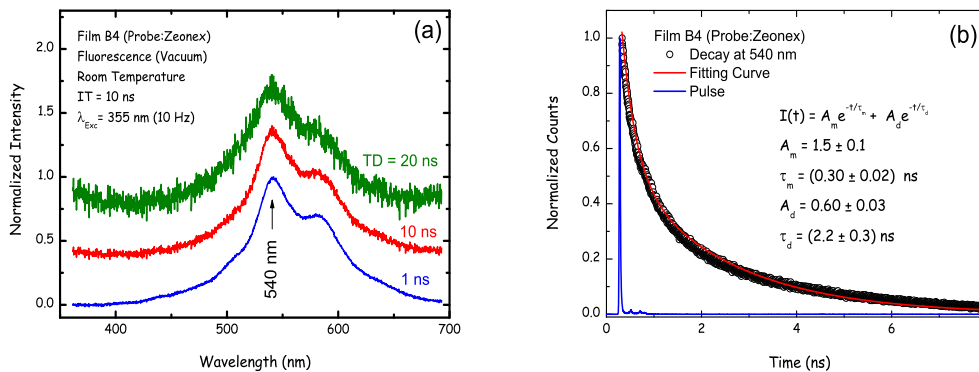 (a)
Film B4 (Probe:Zeonex)
Fluorescence (Vacuum)
Room Temperature
IT = 10 ns
λExc= 355 nm (10 Hz)
TD = 20 ns
10 ns
1 ns
540 nm
2.0
1.5
1.0
0.5
0.0
400
500
600
700
Normalized Intensity
Wavelength (nm)
(b)
Film B4 (Probe:Zeonex)
Decay at 540 nm
Fitting Curve
Pulse
I(t) = Ame-t/τm + Ade-t/τd
Am = 1.5 ± 0.1
τm = (0.30 ± 0.02) ns
Ad = 0.60 ± 0.03
τd = (2.2 ± 0.3) ns
1.0
0.8
0.6
0.4
0.2
0.0
0
2
4
6
Normalized Counts
Time (ns)